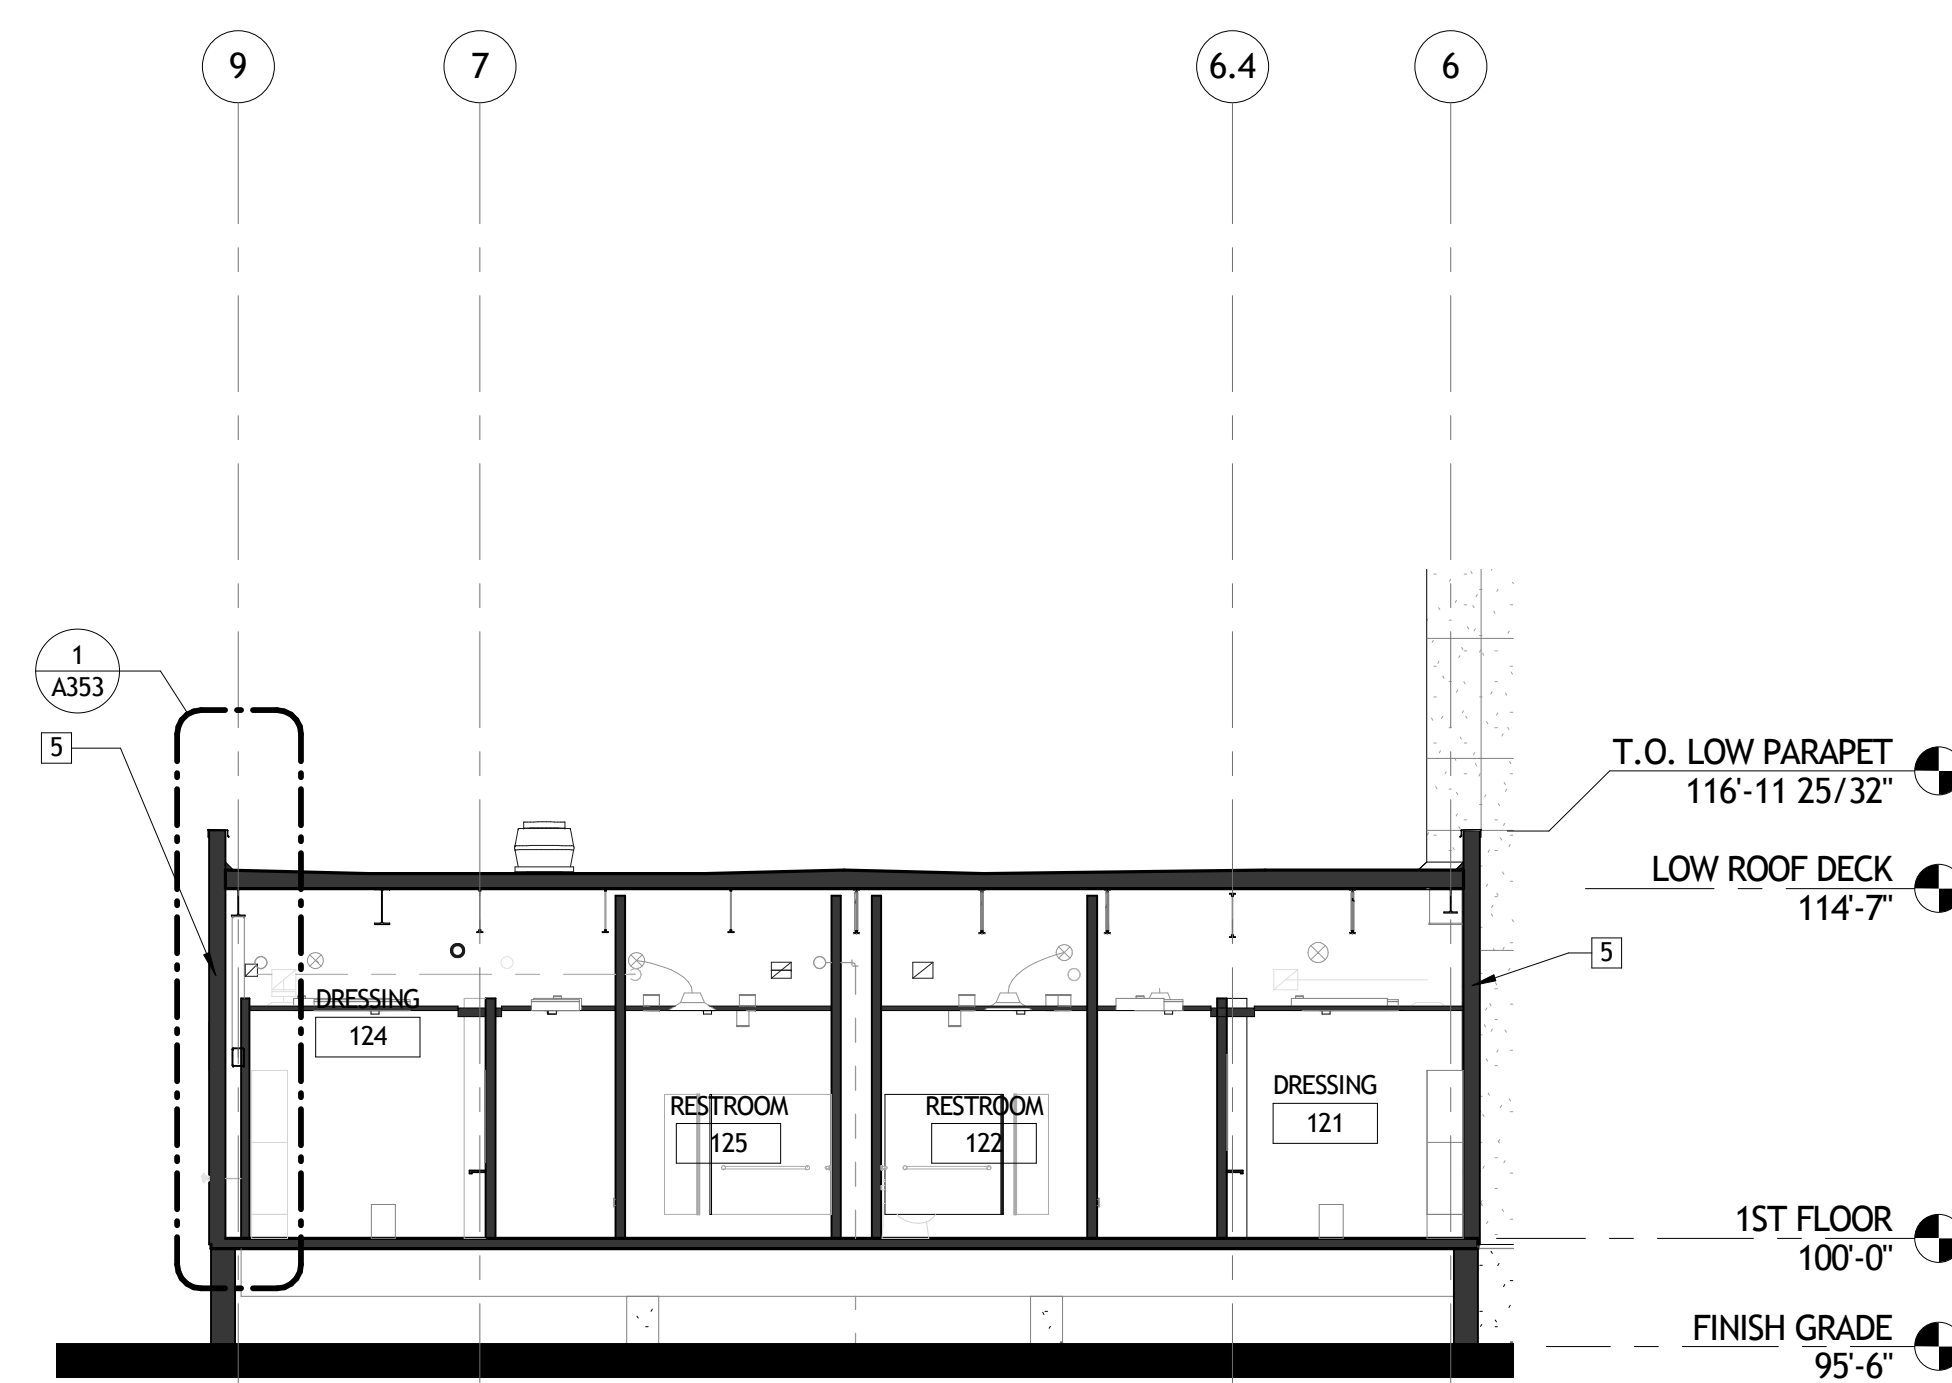 9
7
6.4
6
1
A353
5
T.O. LOW PARAPET
116'-11 25/32"
LOW ROOF DECK
114'-7"
5
DRESSING
124
DRESSING
121
RESTROOM
125
RESTROOM
122
1ST FLOOR
100'-0"
FINISH GRADE
95'-6"